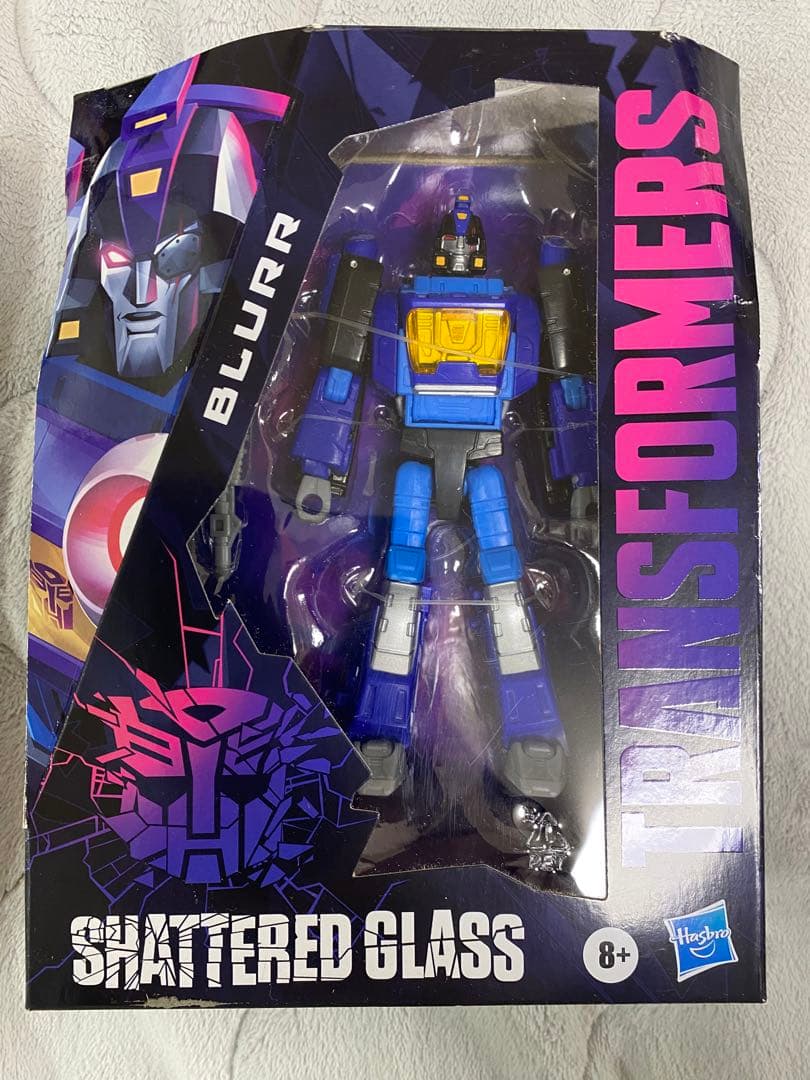 BLURR
TRANSFORMERS
SHATTERED GLASS
8+
Hasbro